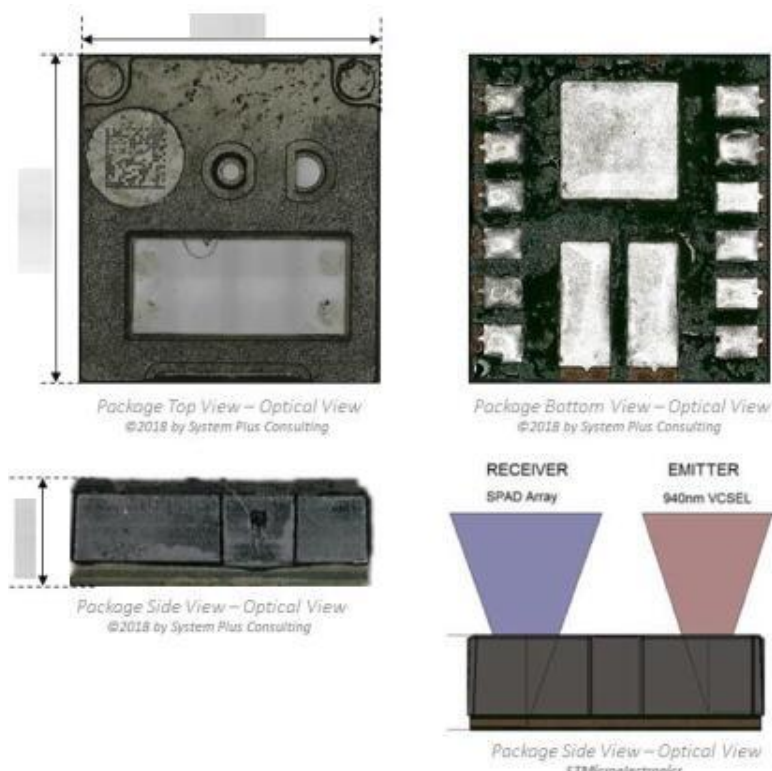 Package Top View – Optical View
©2018 by System Plus Consulting
Package Bottom View – Optical View
©2018 by System Plus Consulting
Package Side View – Optical View
©2018 by System Plus Consulting
RECEIVER
SPAD Array
EMITTER
940nm VCSEL
Package Side View – Optical View
STMicroelectronics